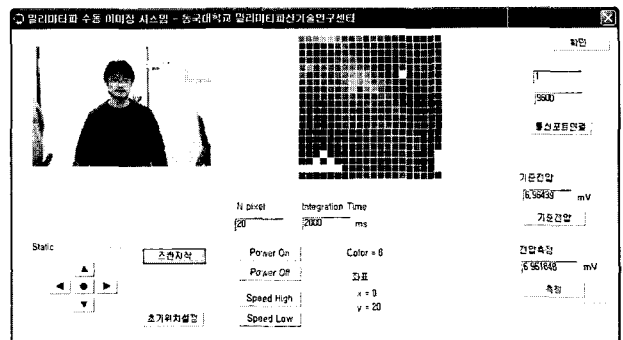 밀리미터파 수동 이미징 시스템 - 동국대학교 밀리미터파신기술연구센터
확인
1
9600
통신포트연결
기준전압
6.96439 mV
기준전압
N pixel
Integration Time
20
2000 ms
Static
스캔시작
Power On
Color = 6
전압측정
6.961648 mV
Power Off
좌표
측정
Speed High
x = 0
y = 20
초기위치설정
Speed Low